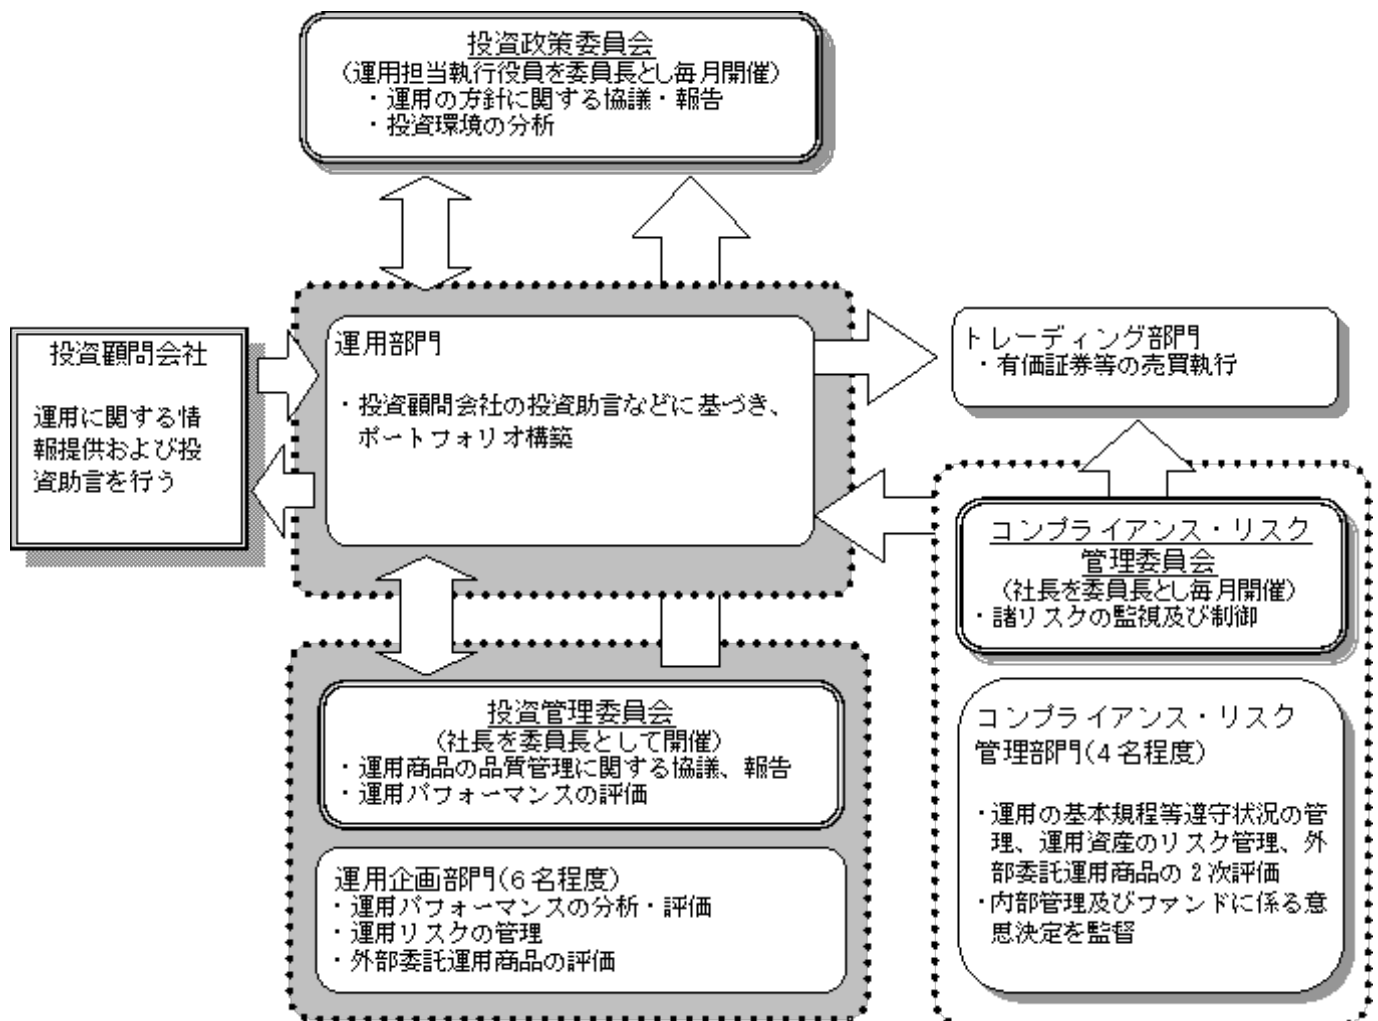 投資政策委員会
(運用担当執行役員を委員長とし毎月開催)
・運用の方針に関する協議・報告
・投資環境の分析
投資顧問会社
運用に関する情
報提供および投
資助言を行う
運用部門
・投資顧問会社の投資助言などに基づき、
ポートフォリオ構築
トレーディング部門
・有価証券等の売買執行
コンプライアンス・リスク
管理委員会
(社長を委員長とし毎月開催)
・諸リスクの監視及び制御
コンプライアンス・リスク
管理部門(4名程度)
・運用の基本規程等遵守状況の管
理、運用資産のリスク管理、外
部委託運用商品の2次評価
・内部管理及びファンドに係る意
思決定を監督
投資管理委員会
(社長を委員長として開催)
・運用商品の品質管理に関する協議、報告
・運用パフォーマンスの評価
運用企画部門(6名程度)
・運用パフォーマンスの分析・評価
・運用リスクの管理
・外部委託運用商品の評価